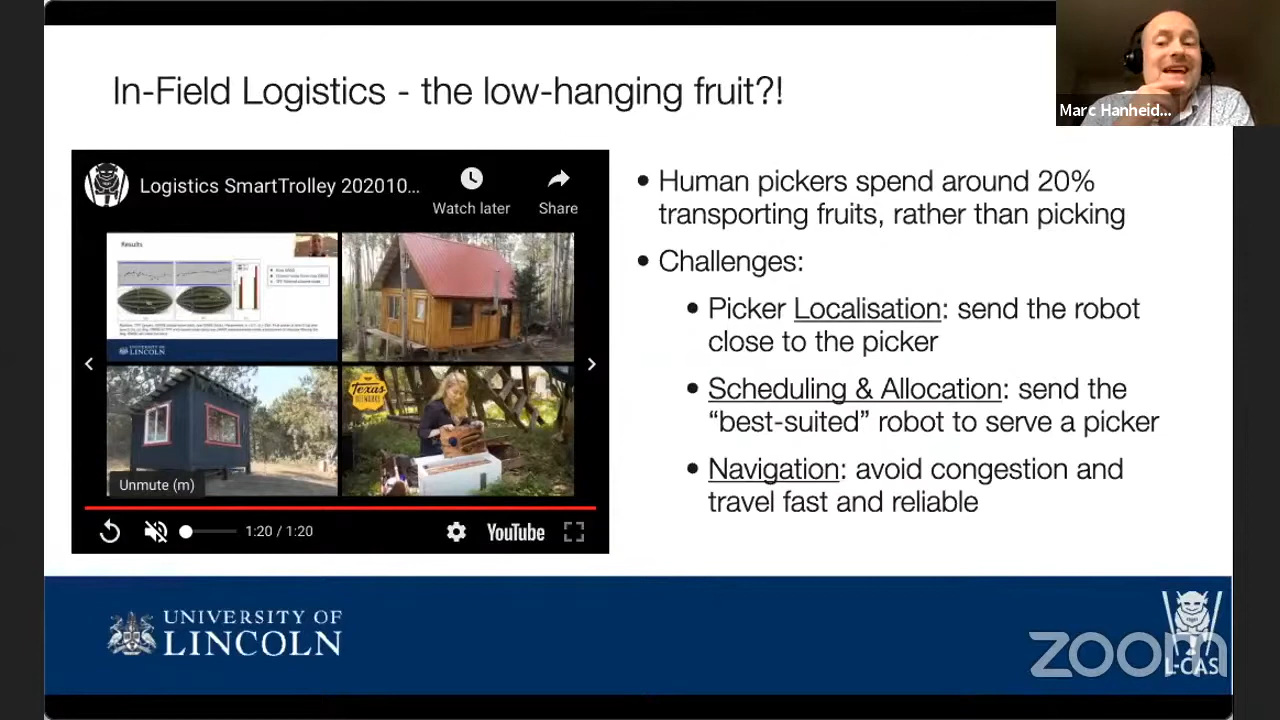 In-Field Logistics - the low-hanging fruit?!
Marc Hanheid...
Logistics SmartTrolley 202010...
Watch later
Share
Results
UNIVERSITY OF
LINCOLN
Texas
Unmute (m)
1:20 / 1:20
YouTube
• Human pickers spend around 20%
transporting fruits, rather than picking
• Challenges:
• Picker Localisation: send the robot
close to the picker
• Scheduling & Allocation: send the
“best-suited” robot to serve a picker
• Navigation: avoid congestion and
travel fast and reliable
UNIVERSITY OF
LINCOLN
zoom
L-CAS